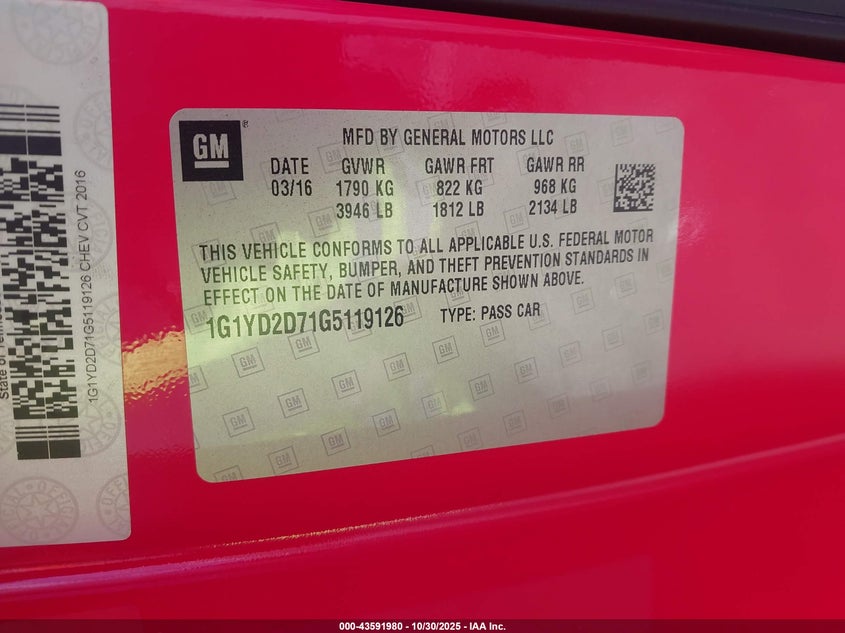 GM
®
MFD BY GENERAL MOTORS LLC
DATE GVWR GAWR FRT GAWR RR
03/16 1790 KG 822 KG 968 KG
3946 LB 1812 LB 2134 LB
THIS VEHICLE CONFORMS TO ALL APPLICABLE U.S. FEDERAL MOTOR
VEHICLE SAFETY, BUMPER, AND THEFT PREVENTION STANDARDS IN
EFFECT ON THE DATE OF MANUFACTURE SHOWN ABOVE.
1G1YD2D71G5119126 TYPE: PASS CAR
State of
1G1YD2D71G5119126 CHEV CVT 2016
000-43591980 - 10/30/2025 - IAA Inc.